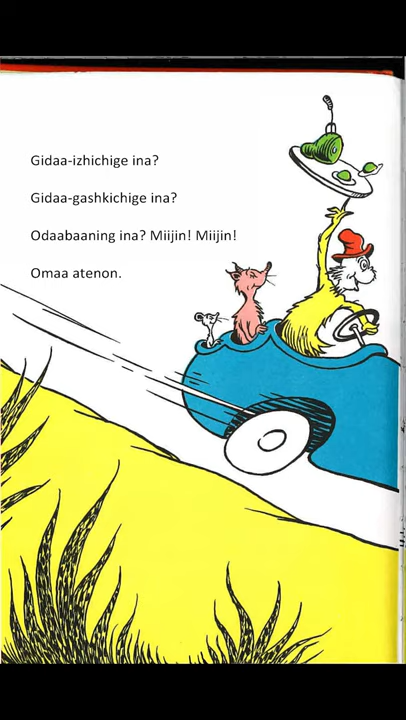 Gidaa-izhichige ina?
Gidaa-gashkichige ina?
Odaabaaning ina? Miijin! Miijin!
Omaa atenon.